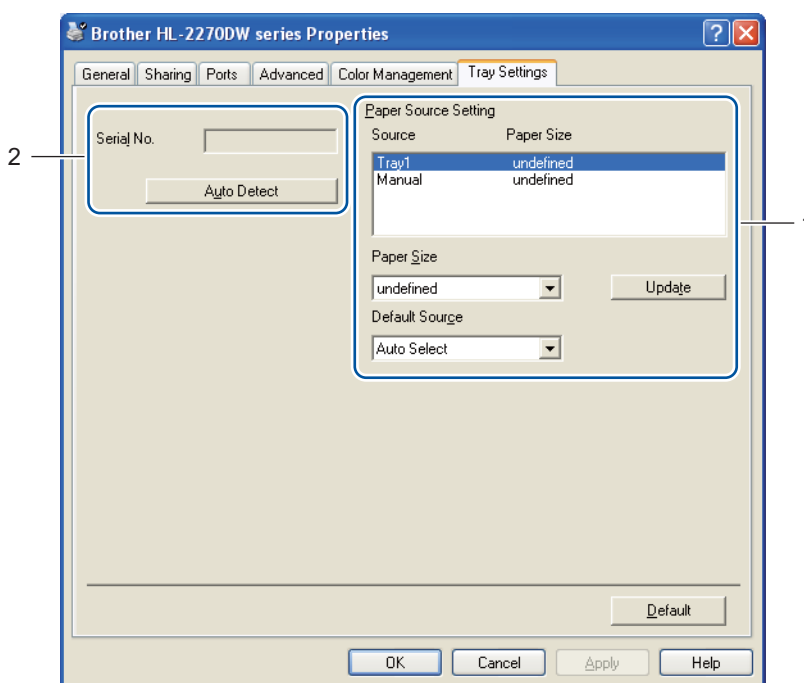 Brother HL-2270DW series Properties
General Sharing Ports Advanced Color Management Tray Settings
2
Serial No.
Auto Detect
Paper Source Setting
Source Paper Size
Tray1 undefined
Manual undefined
Paper Size
undefined
Update
Default Source
Auto Select
Default
OK Cancel Apply Help